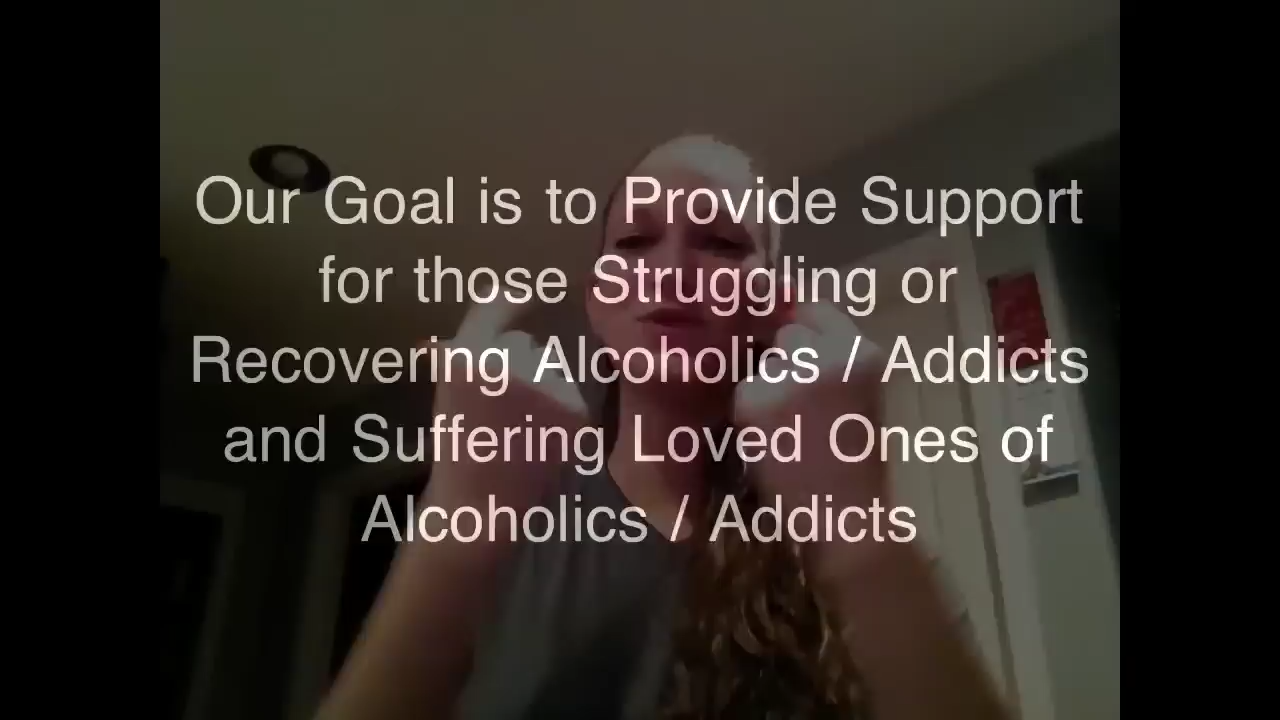 Our Goal is to Provide Support
for those Struggling or
Recovering Alcoholics / Addicts
and Suffering Loved Ones of
Alcoholics / Addicts